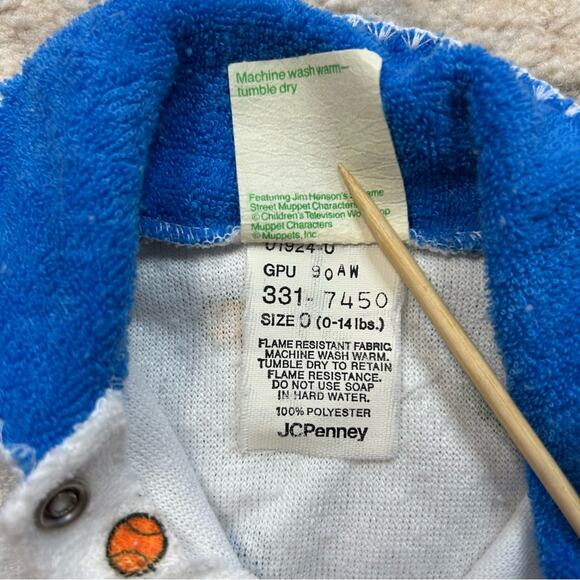 Machine wash warm—
tumble dry
Featuring Jim Henson's
Street Muppet Characters
© Children's Television
Muppet Characters
© Muppets, Inc.
01924-0
GPU 90AW
331-7450
SIZE 0 (0-14 lbs.)
FLAME RESISTANT FABRIC.
MACHINE WASH WARM.
TUMBLE DRY TO RETAIN
FLAME RESISTANCE.
DO NOT USE SOAP
IN HARD WATER.
100% POLYESTER
JCPenney